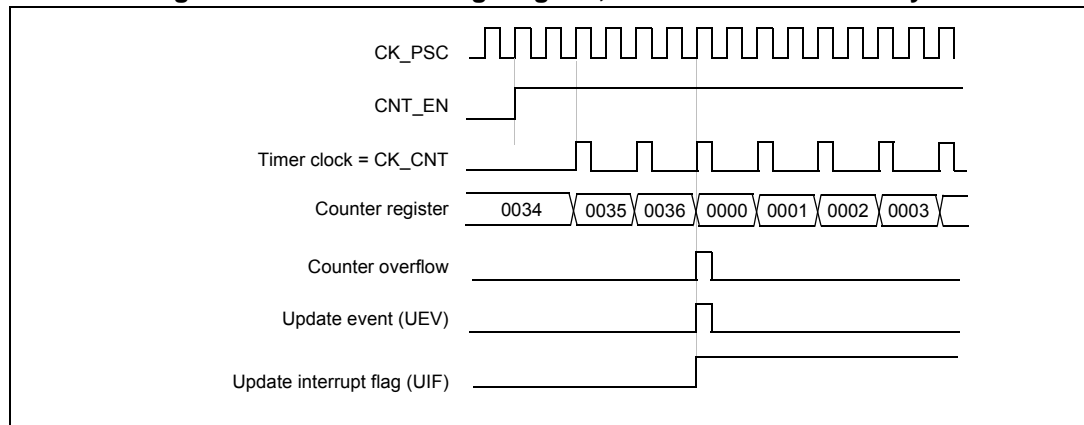 CK_PSC
CNT_EN
Timer clock = CK_CNT
Counter register 0034 0035 0036 0000 0001 0002 0003
Counter overflow
Update event (UEV)
Update interrupt flag (UIF)